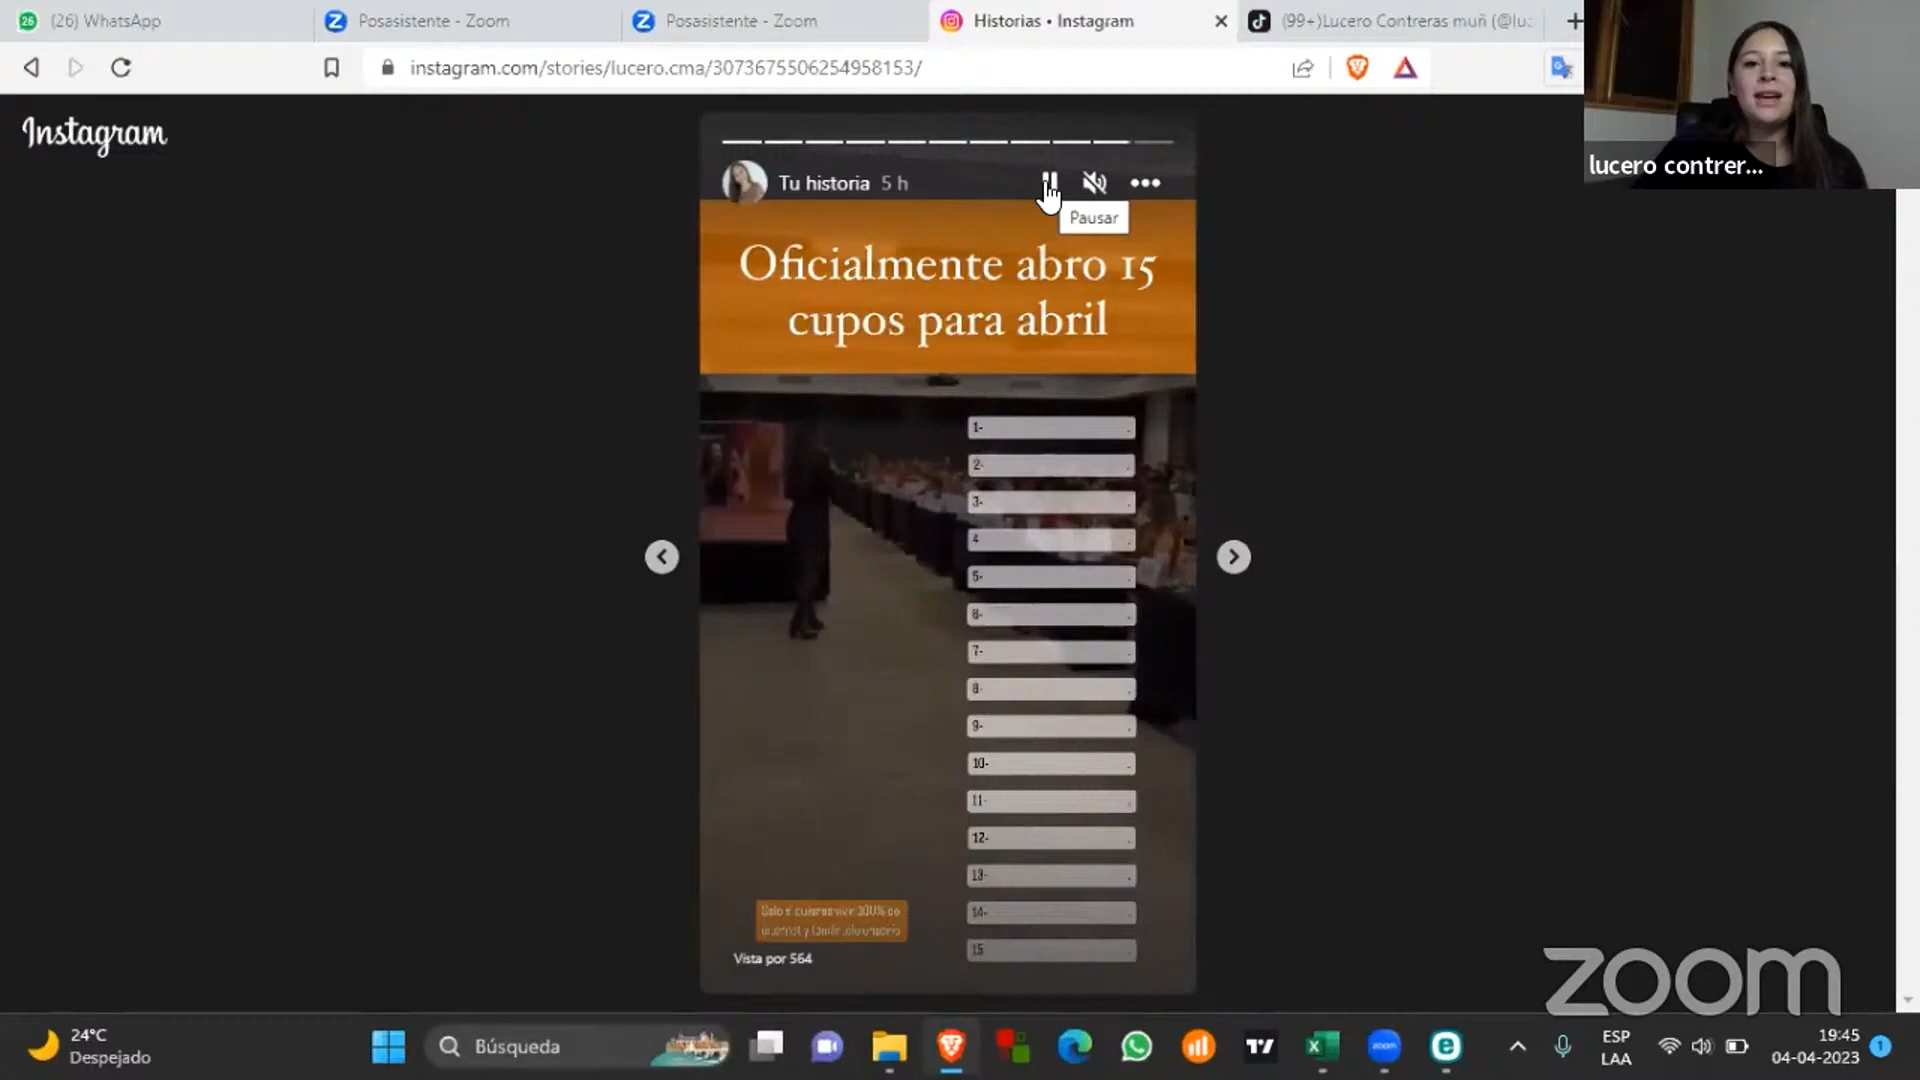 26 (26) WhatsApp
Posasistente - Zoom
Posasistente - Zoom
Historias • Instagram
(99+)Lucero Contreras muñ (@lu
instagram.com/stories/lucero.cma/3073675506254958153/
Instagram
lucero contrer...
Tu historia 5 h
Pausar
Oficialmente abro 15
cupos para abril
1-
2-
3-
4
5-
6-
7-
8-
9-
10-
11-
12-
13-
14-
15
Vista por 564
zoom
24°C
Despejado
Búsqueda
zoom
ESP
LAA
19:45
04-04-2023
1